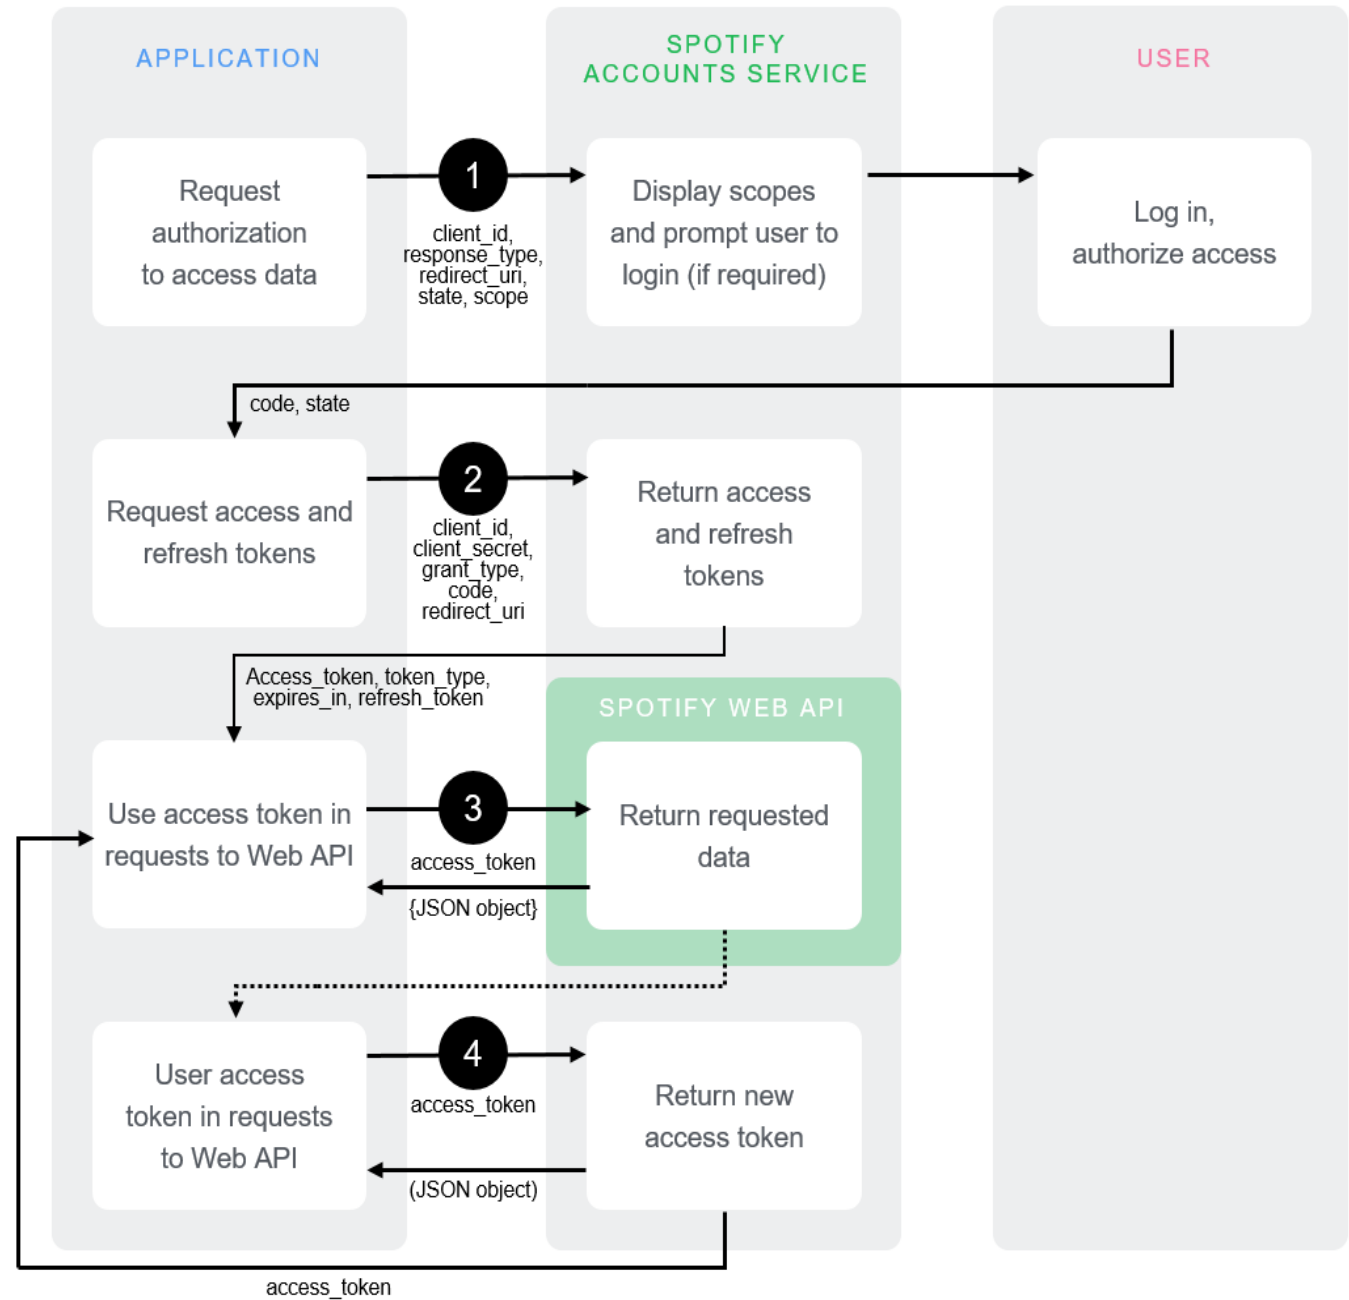 APPLICATION
SPOTIFY
ACCOUNTS SERVICE
USER
Request
authorization
to access data
1
client_id,
response_type,
redirect_uri,
state, scope
Display scopes
and prompt user to
login (if required)
Log in,
authorize access
code, state
Request access and
refresh tokens
2
client_id,
client_secret,
grant_type,
code,
redirect_uri
Return access
and refresh
tokens
Access_token, token_type,
expires_in, refresh_token
SPOTIFY WEB API
Use access token in
requests to Web API
3
access_token
{JSON object}
Return requested
data
User access
token in requests
to Web API
4
access_token
(JSON object)
Return new
access token
access_token